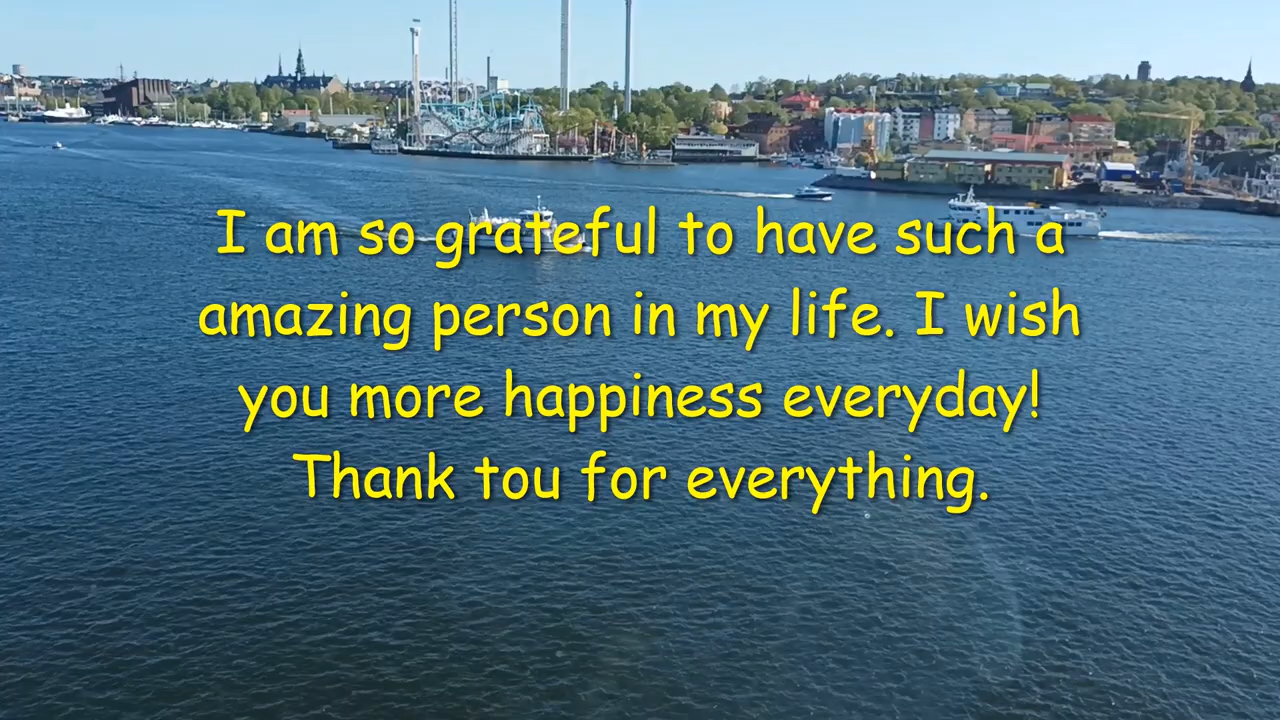 I am so grateful to have such a
amazing person in my life. I wish
you more happiness everyday!
Thank tou for everything.